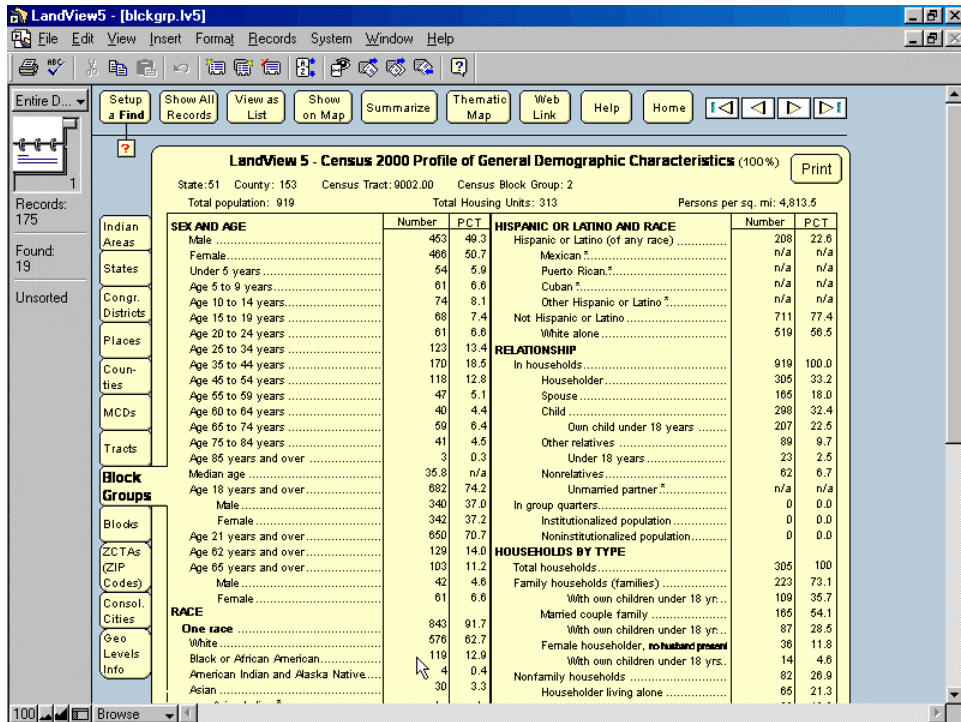 LandView5 - [blckgrp.lv5]
File Edit View Insert Format Records System Window Help
Entire D...
1
Records:
175
Found:
19
Unsorted
Setup a Find
Show All Records
View as List
Show on Map
Summarize
Thematic Map
Web Link
Help
Home
?
LandView 5 - Census 2000 Profile of General Demographic Characteristics (100%)
Print
State:51 County: 153 Census Tract: 9002.00 Census Block Group: 2
Total population: 919 Total Housing Units: 313 Persons per sq. mi: 4,813.5
Indian Areas
States
Congr. Districts
Places
Coun-ties
MCDs
Tracts
Block Groups
Blocks
ZCTAs (ZIP Codes)
Consol. Cities
Geo Levels Info
SEX AND AGE Number PCT
Male 453 49.3
Female 466 50.7
Under 5 years 54 5.9
Age 5 to 9 years 61 6.6
Age 10 to 14 years 74 8.1
Age 15 to 19 years 68 7.4
Age 20 to 24 years 61 6.6
Age 25 to 34 years 123 13.4
Age 35 to 44 years 170 18.5
Age 45 to 54 years 118 12.8
Age 55 to 59 years 47 5.1
Age 60 to 64 years 40 4.4
Age 65 to 74 years 59 6.4
Age 75 to 84 years 41 4.5
Age 85 years and over 3 0.3
Median age 35.8 n/a
Age 18 years and over 682 74.2
Male 340 37.0
Female 342 37.2
Age 21 years and over 650 70.7
Age 62 years and over 129 14.0
Age 65 years and over 103 11.2
Male 42 4.6
Female 61 6.6
RACE
One race 843 91.7
White 576 62.7
Black or African American 119 12.9
American Indian and Alaska Native 4 0.4
Asian 30 3.3
HISPANIC OR LATINO AND RACE Number PCT
Hispanic or Latino (of any race) 208 22.6
Mexican * n/a n/a
Puerto Rican * n/a n/a
Cuban * n/a n/a
Other Hispanic or Latino * n/a n/a
Not Hispanic or Latino 711 77.4
White alone 519 56.5
RELATIONSHIP
In households 919 100.0
Householder 305 33.2
Spouse 165 18.0
Child 298 32.4
Own child under 18 years 207 22.5
Other relatives 89 9.7
Under 18 years 23 2.5
Nonrelatives 62 6.7
Unmarried partner * n/a n/a
In group quarters 0 0.0
Institutionalized population 0 0.0
Noninstitutionalized population 0 0.0
HOUSEHOLDS BY TYPE
Total households 305 100
Family households (families) 223 73.1
With own children under 18 yr. 109 35.7
Married couple family 165 54.1
With own children under 18 yr. 87 28.5
Female householder, no husband present 36 11.8
With own children under 18 yrs. 14 4.6
Nonfamily households 82 26.9
Householder living alone 65 21.3
100 Browse